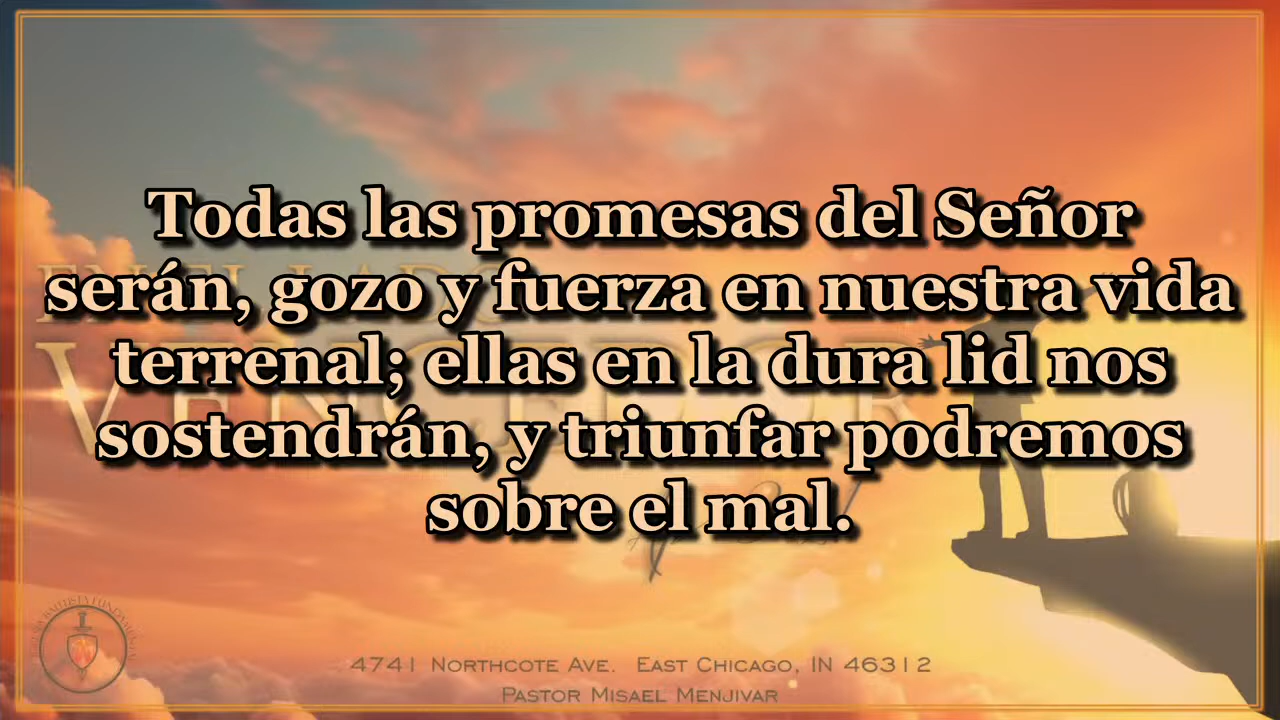 Todas las promesas del Señor
serán, gozo y fuerza en nuestra vida
terrenal; ellas en la dura lid nos
sostendrán, y triunfar podremos
sobre el mal.
4741 Northcote Ave. East Chicago, IN 46312
Pastor Misael Menjivar